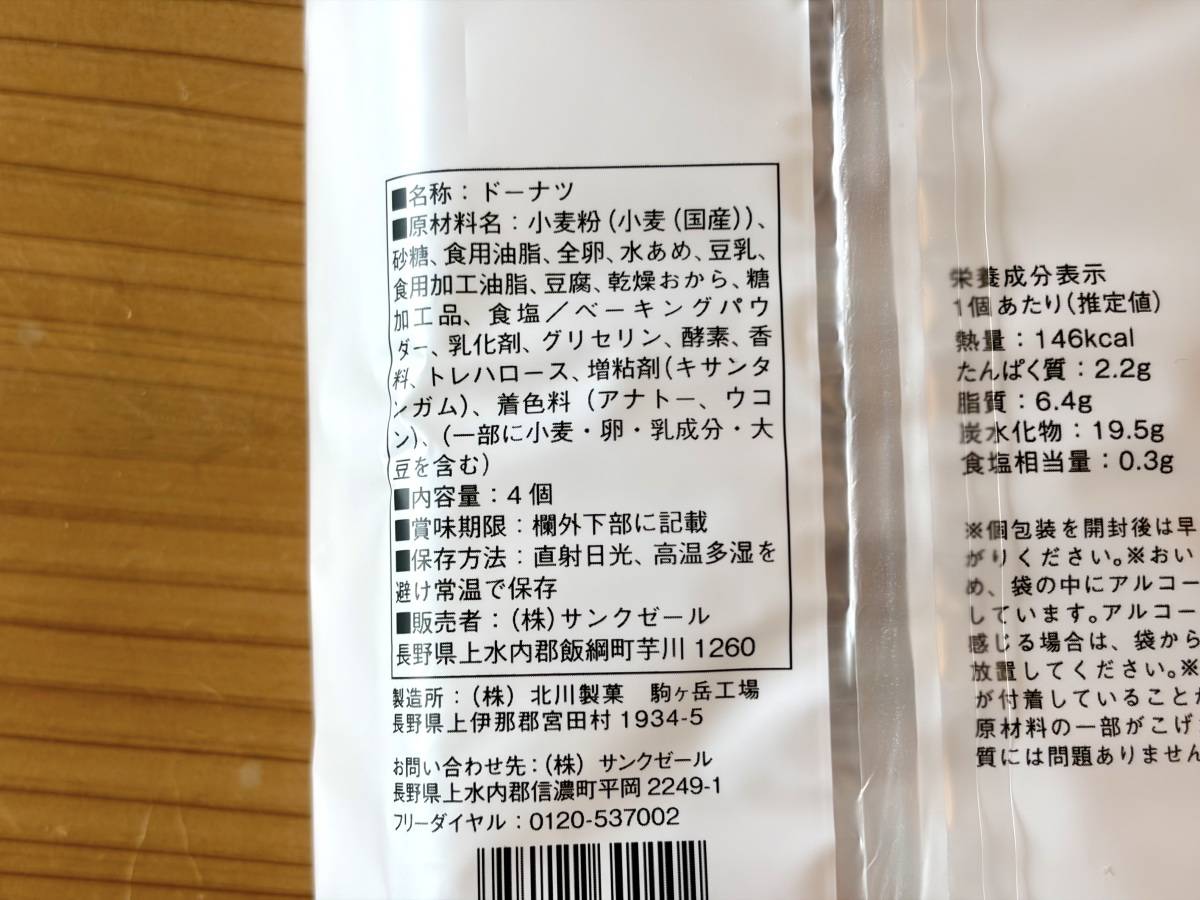 ■名称：ドーナツ
■原材料名：小麦粉（小麦（国産））、
砂糖、食用油脂、全卵、水あめ、豆乳、
食用加工油脂、豆腐、乾燥おから、糖
加工品、食塩／ベーキングパウ
ダー、乳化剤、グリセリン、酵素、香
料、トレハロース、増粘剤（キサンタ
ンガム）、着色料（アナトー、ウコ
ン）、（一部に小麦・卵・乳成分・大
豆を含む）
■内容量：4個
■賞味期限：欄外下部に記載
■保存方法：直射日光、高温多湿を
避け常温で保存
■販売者：（株）サンクゼール
長野県上水内郡飯綱町芋川1260
製造所：（株）北川製菓 駒ヶ岳工場
長野県上伊那郡宮田村1934-5
お問い合わせ先：（株）サンクゼール
長野県上水内郡信濃町平岡2249-1
フリーダイヤル：0120-537002
栄養成分表示
1個あたり（推定値）
熱量：146kcal
たんぱく質：2.2g
脂質：6.4g
炭水化物：19.5g
食塩相当量：0.3g
※個包装を開封後は早
がりください。※おい
め、袋の中にアルコー
しています。アルコー
感じる場合は、袋から
放置してください。※
が付着していることが
原材料の一部がこげ
質には問題ありません